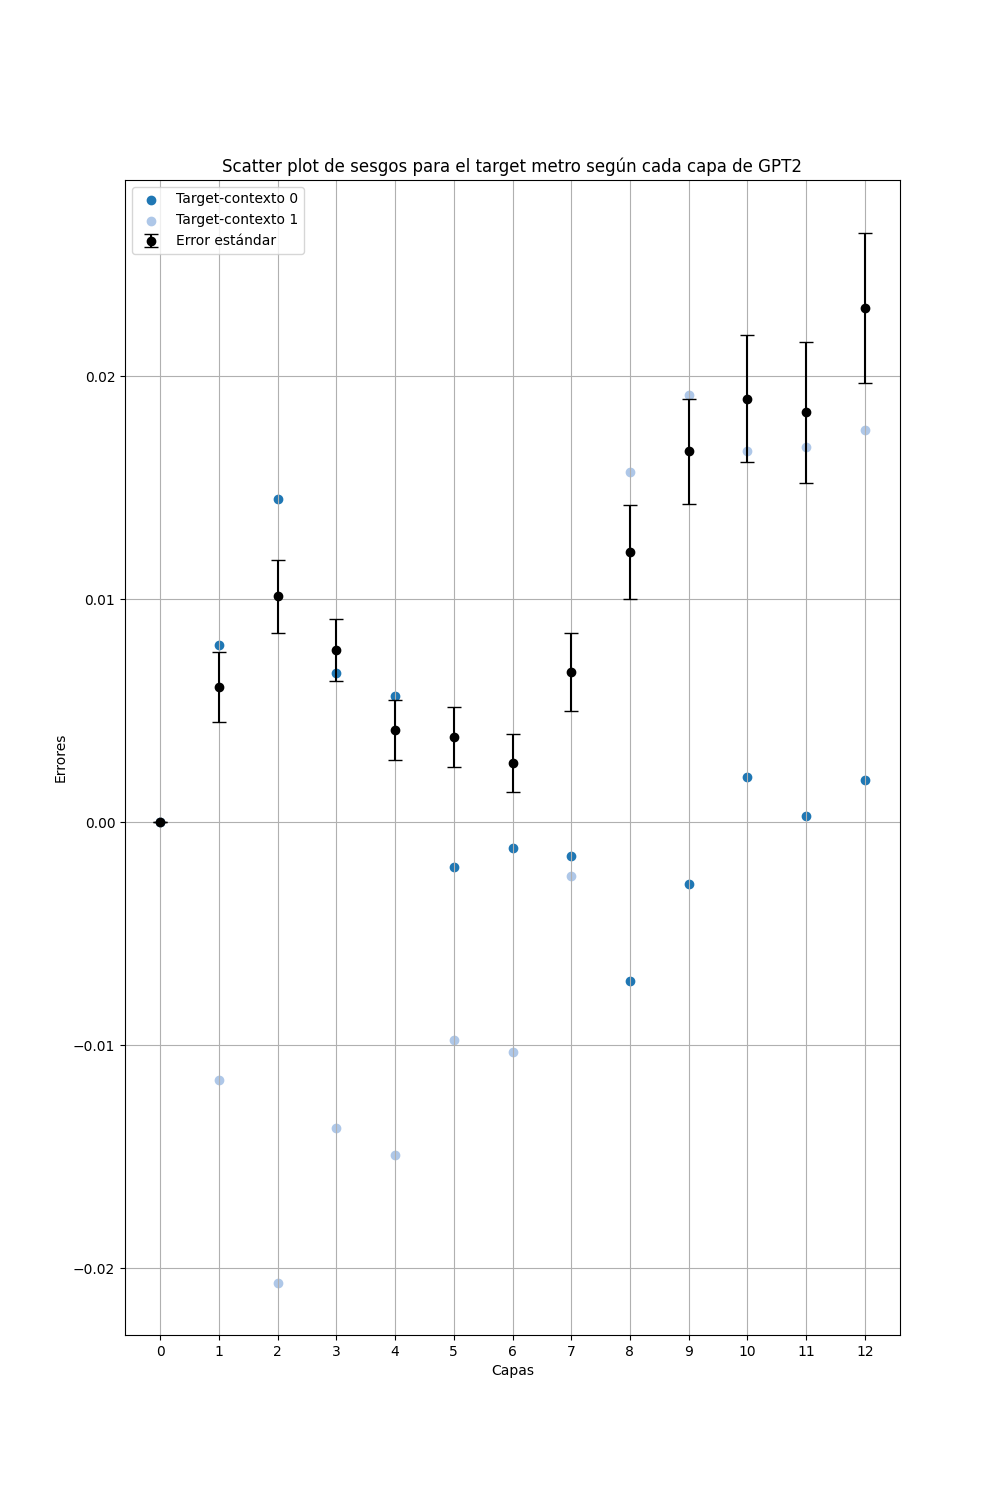 Scatter plot de sesgos para el target metro según cada capa de GPT2
Target-contexto 0
Target-contexto 1
Error estándar
0.02
0.01
0.00
−0.01
−0.02
Errores
0 1 2 3 4 5 6 7 8 9 10 11 12
Capas